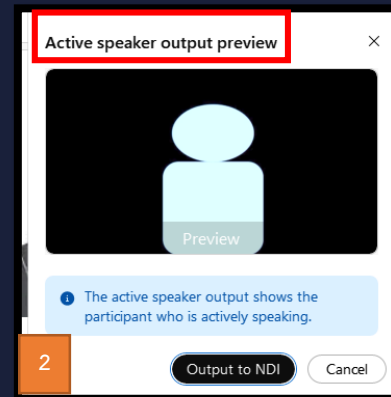 Active speaker output preview
Preview
The active speaker output shows the
participant who is actively speaking.
2
Output to NDI
Cancel